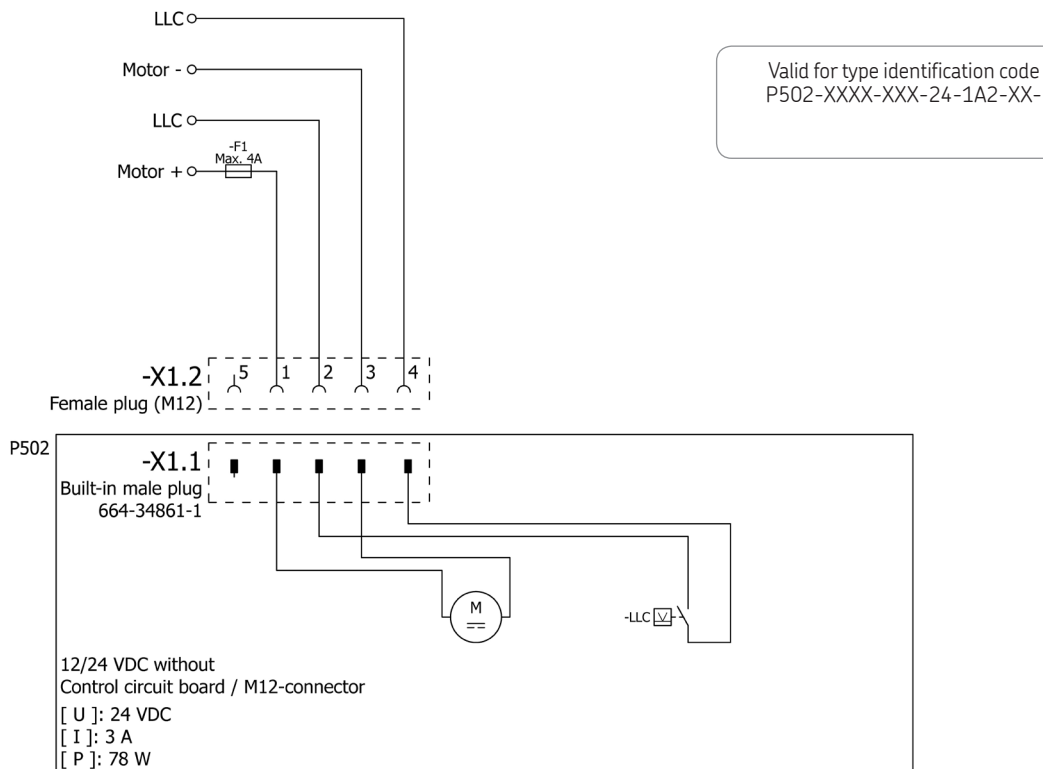 LLC
Motor -
LLC
Motor +
-F1
Max. 4A
Valid for type identification code
P502-XXXX-XXX-24-1A2-XX-
-X1.2
Female plug (M12)
5 1 2 3 4
P502
-X1.1
Built-in male plug
664-34861-1
M
-LLC
12/24 VDC without
Control circuit board / M12-connector
[ U ]: 24 VDC
[ I ]: 3 A
[ P ]: 78 W